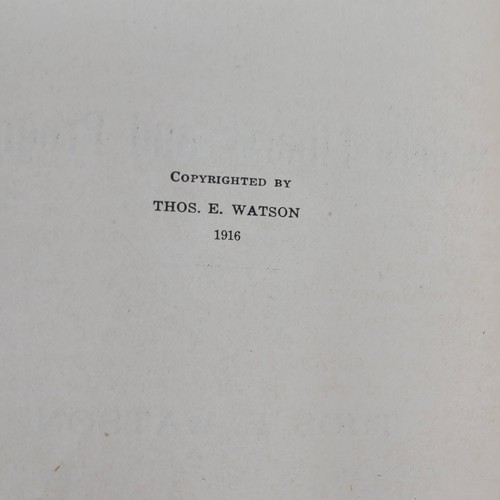 Copyrighted by
THOS. E. WATSON
1916